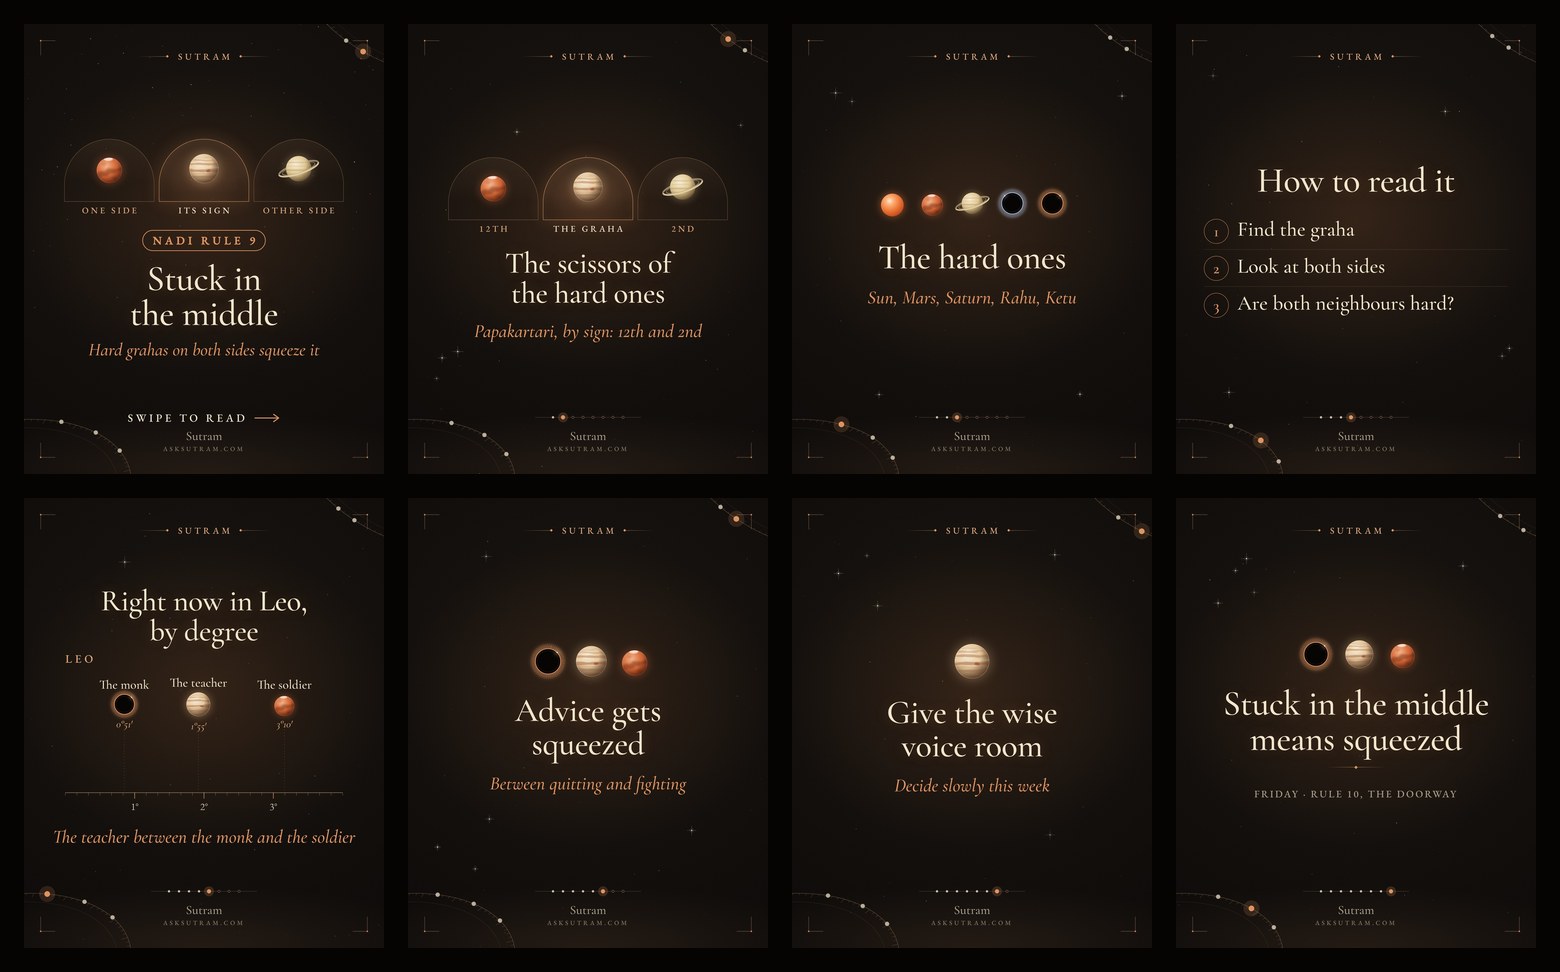 SUTRAM
ONE SIDE
ITS SIGN
OTHER SIDE
NADI RULE 9
Stuck in
the middle
Hard grahas on both sides squeeze it
SWIPE TO READ
Sutram
ASKSUTRAM.COM
SUTRAM
12TH
THE GRAHA
2ND
The scissors of
the hard ones
Papakartari, by sign: 12th and 2nd
Sutram
ASKSUTRAM.COM
SUTRAM
The hard ones
Sun, Mars, Saturn, Rahu, Ketu
Sutram
ASKSUTRAM.COM
SUTRAM
How to read it
1 Find the graha
2 Look at both sides
3 Are both neighbours hard?
Sutram
ASKSUTRAM.COM
SUTRAM
Right now in Leo,
by degree
LEO
The monk
The teacher
The soldier
0°51'
1°55'
3°10'
1°
2°
3°
The teacher between the monk and the soldier
Sutram
ASKSUTRAM.COM
SUTRAM
Advice gets
squeezed
Between quitting and fighting
Sutram
ASKSUTRAM.COM
SUTRAM
Give the wise
voice room
Decide slowly this week
Sutram
ASKSUTRAM.COM
SUTRAM
Stuck in the middle
means squeezed
FRIDAY · RULE 10, THE DOORWAY
Sutram
ASKSUTRAM.COM